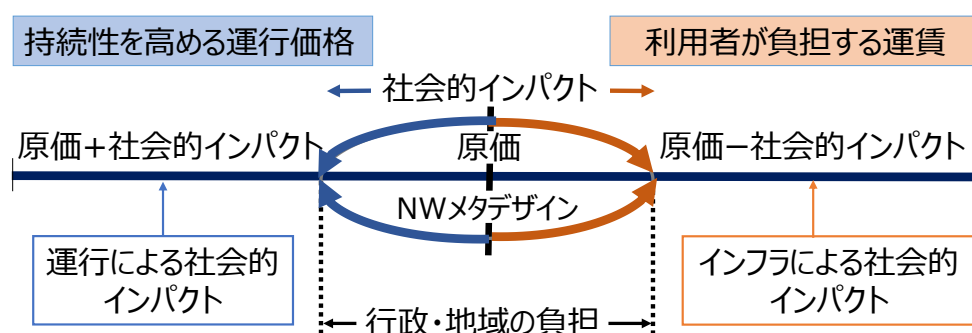 持続性を高める運行価格
利用者が負担する運賃
社会的インパクト
原価+社会的インパクト
原価
原価−社会的インパクト
NWメタデザイン
運行による社会的
インパクト
インフラによる社会的
インパクト
行政・地域の負担